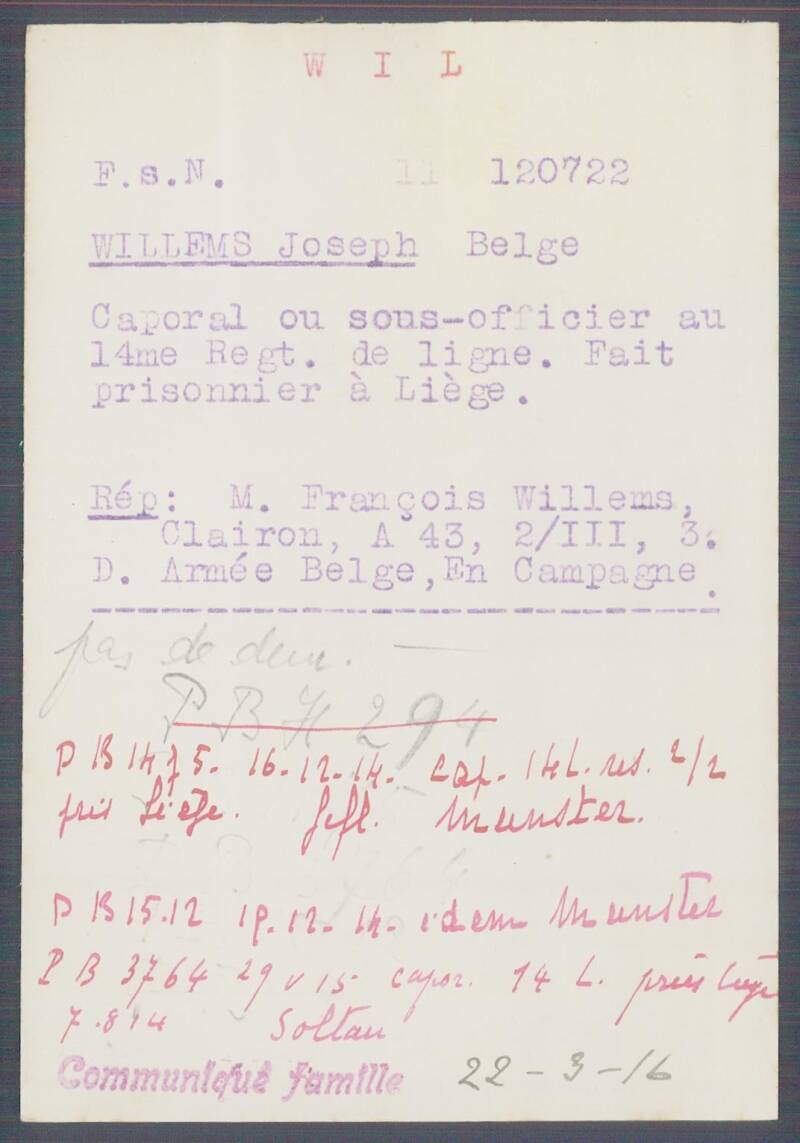 W I L
F.s.N. 11 120722
WILLEMS Joseph Belge
Caporal ou sous-officier au
14me Regt. de ligne. Fait
prisonnier à Liège.
Rép: M. François Willems,
Clairon, A 43, 2/III, 3.
D. Armée Belge, En Campagne.
pas de dem. —
P B H 294
P B 1475. 16-12-14. cap. 14 L. res. 2/2
pris Liège. Gefl. Munster.
P B 15.12 19.12.14. idem Munster
P B 3764 29 V 15 capor. 14 L. pris Liège
7.8 14 Soltau
Communiqué famille 22-3-16